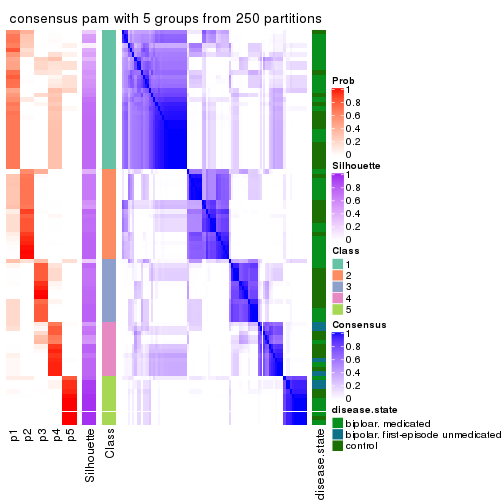 consensus pam with 5 groups from 250 partitions
Prob
1
0.8
0.6
0.4
0.2
0
Silhouette
1
0.8
0.6
0.4
0.2
0
Class
1
2
3
4
5
Consensus
1
0.8
0.6
0.4
0.2
0
disease.state
biploar. medicated
bipolar. first-episode unmedicated
control
p1
p2
p3
p4
p5
Silhouette
Class
disease.state